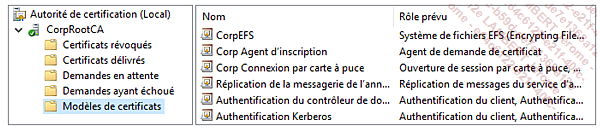 Autorité de certification (Local)
CorpRootCA
Certificats révoqués
Certificats délivrés
Demandes en attente
Demandes ayant échoué
Modèles de certificats
Nom
Rôle prévu
CorpEFS
Système de fichiers EFS (Encrypting File...
Corp Agent d'inscription
Agent de demande de certificat
Corp Connexion par carte à puce
Ouverture de session par carte à puce, ...
Réplication de la messagerie de l'ann...
Réplication de messages du service d'a...
Authentification du contrôleur de do...
Authentification du client, Authentifica...
Authentification Kerberos
Authentification du client, Authentifica...